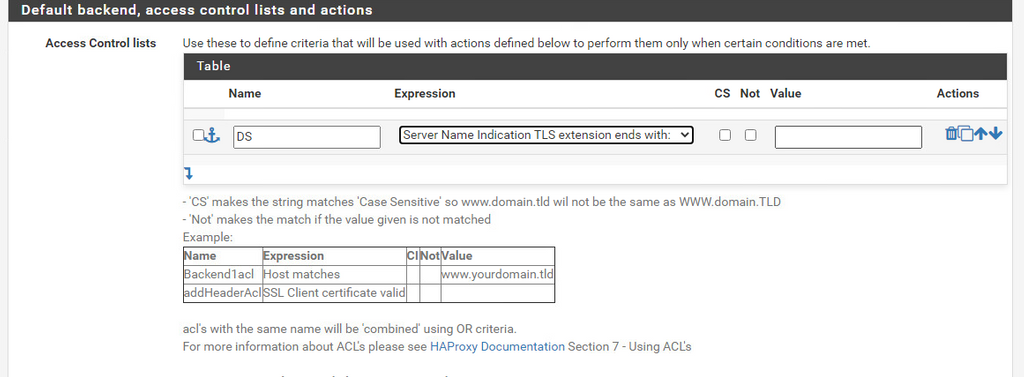 Default backend, access control lists and actions
Access Control lists
Use these to define criteria that will be used with actions defined below to perform them only when certain conditions are met.
Table
Name Expression CS Not Value Actions
DS Server Name Indication TLS extension ends with:
- 'CS' makes the string matches 'Case Sensitive' so www.domain.tld wil not be the same as WWW.domain.TLD
- 'Not' makes the match if the value given is not matched
Example:
Name Expression CI Not Value
Backend1acl Host matches www.yourdomain.tld
addHeaderAcl SSL Client certificate valid
acl's with the same name will be 'combined' using OR criteria.
For more information about ACL's please see HAProxy Documentation Section 7 - Using ACL's